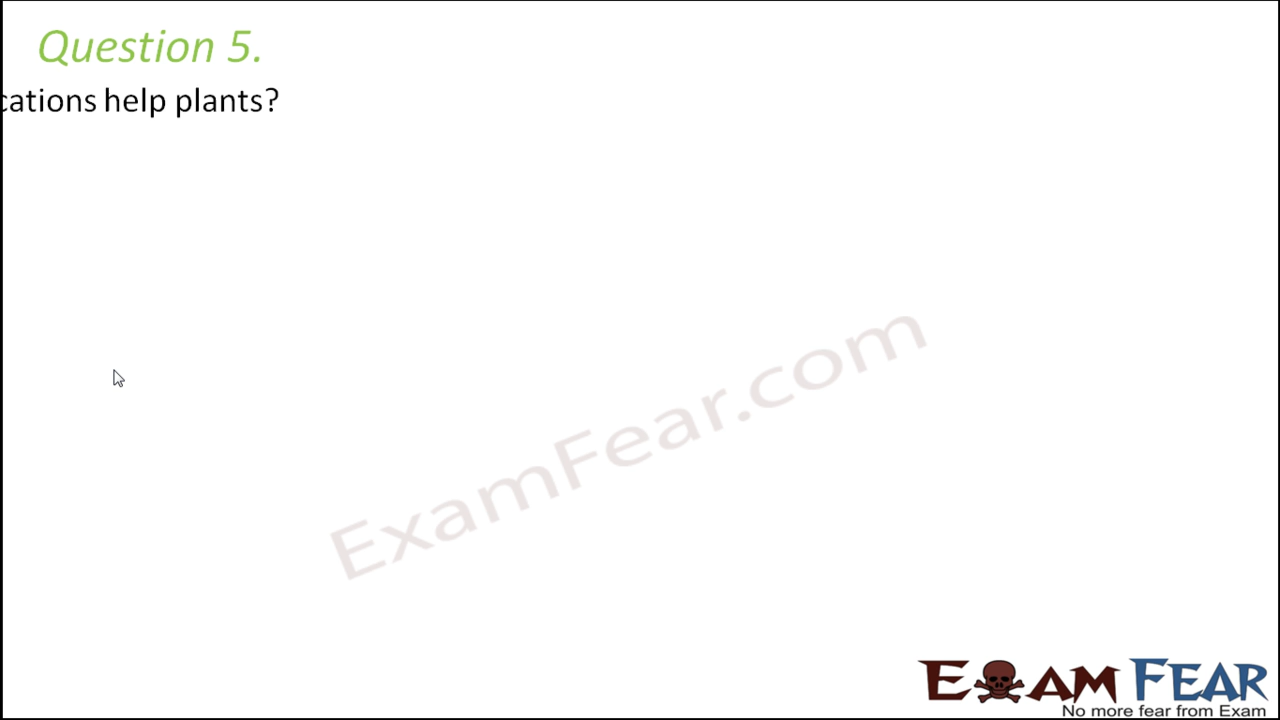 Question 5.
cations help plants?
ExamFear.com
EXAM FEAR
No more fear from Exam